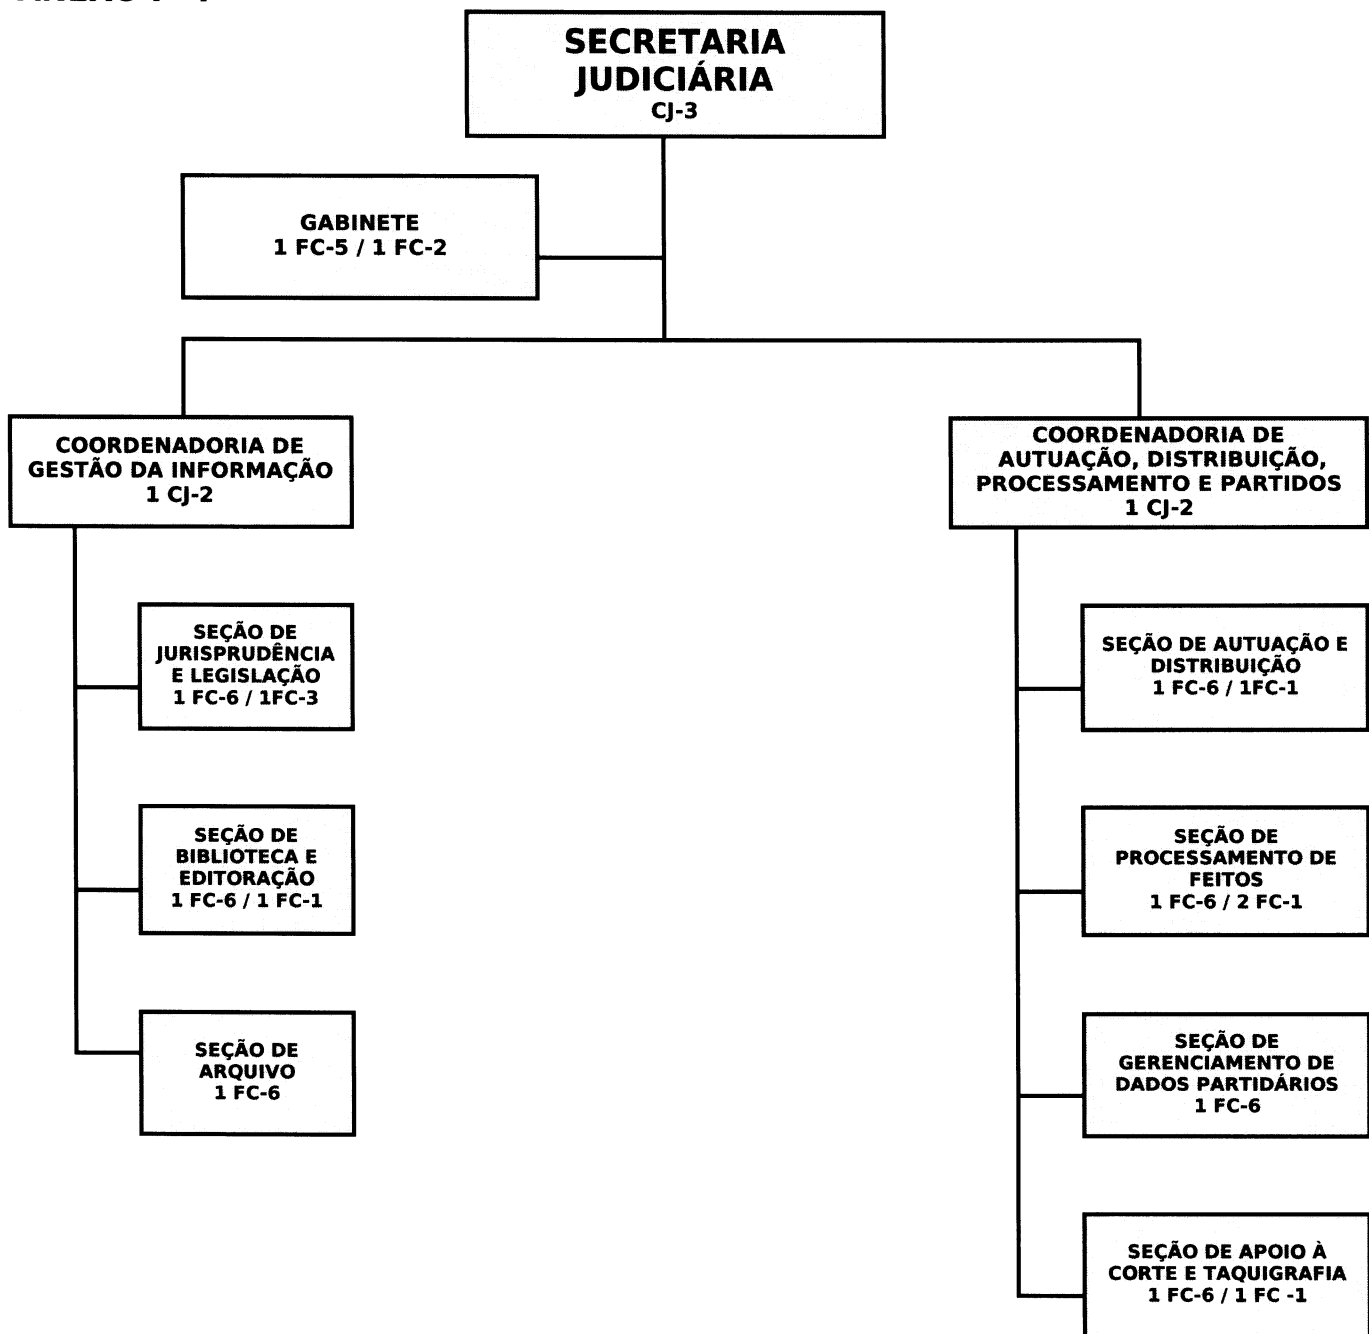 SECRETARIA
JUDICIÁRIA
CJ-3
GABINETE
1 FC-5 / 1 FC-2
COORDENADORIA DE
GESTÃO DA INFORMAÇÃO
1 CJ-2
COORDENADORIA DE
AUTUAÇÃO, DISTRIBUIÇÃO,
PROCESSAMENTO E PARTIDOS
1 CJ-2
SEÇÃO DE
JURISPRUDÊNCIA
E LEGISLAÇÃO
1 FC-6 / 1FC-3
SEÇÃO DE AUTUAÇÃO E
DISTRIBUIÇÃO
1 FC-6 / 1FC-1
SEÇÃO DE
BIBLIOTECA E
EDITORAÇÃO
1 FC-6 / 1 FC-1
SEÇÃO DE
PROCESSAMENTO DE
FEITOS
1 FC-6 / 2 FC-1
SEÇÃO DE
ARQUIVO
1 FC-6
SEÇÃO DE
GERENCIAMENTO DE
DADOS PARTIDÁRIOS
1 FC-6
SEÇÃO DE APOIO À
CORTE E TAQUIGRAFIA
1 FC-6 / 1 FC -1